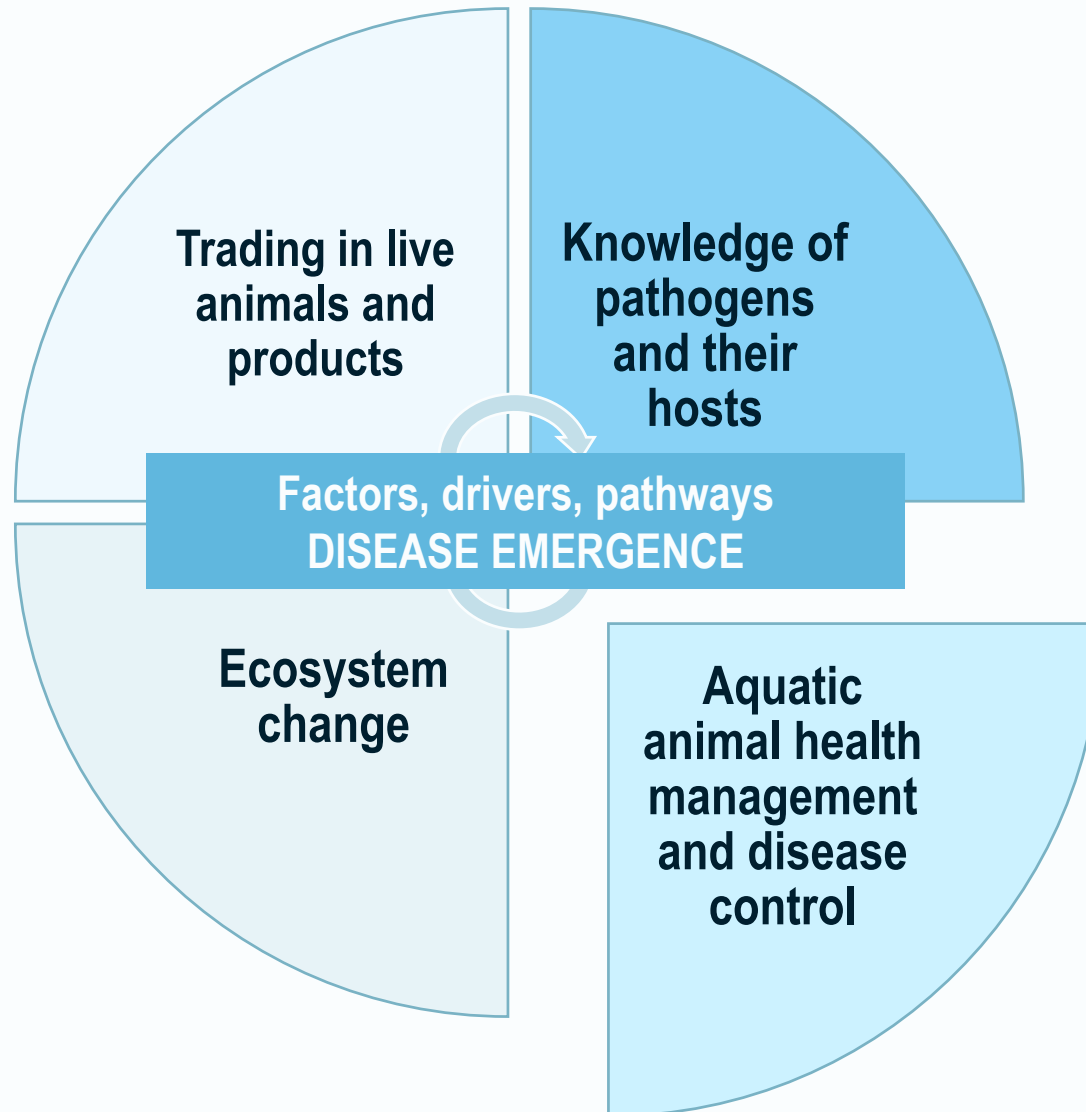 Trading in live
animals and
products
Knowledge of
pathogens
and their
hosts
Factors, drivers, pathways
DISEASE EMERGENCE
Ecosystem
change
Aquatic
animal health
management
and disease
control